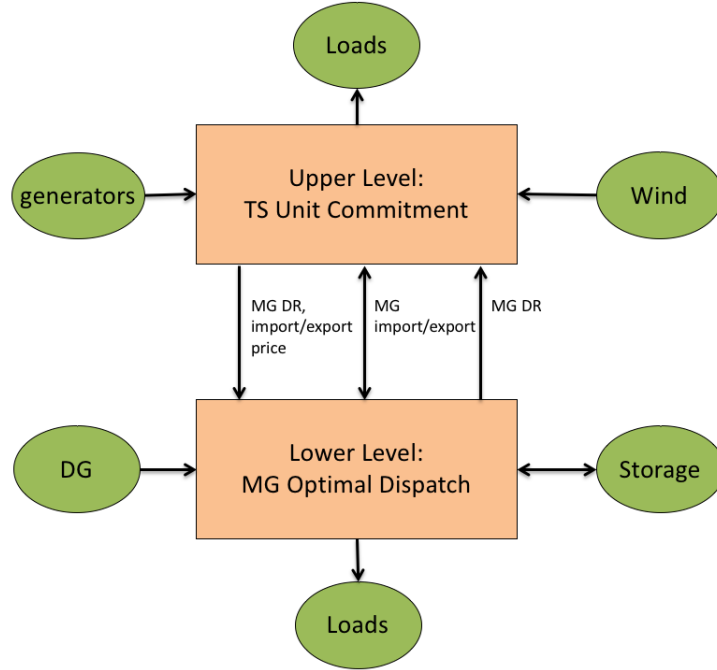 Loads
generators
Upper Level:
TS Unit Commitment
Wind
MG DR,
import/export
price
MG
import/export
MG DR
DG
Lower Level:
MG Optimal Dispatch
Storage
Loads